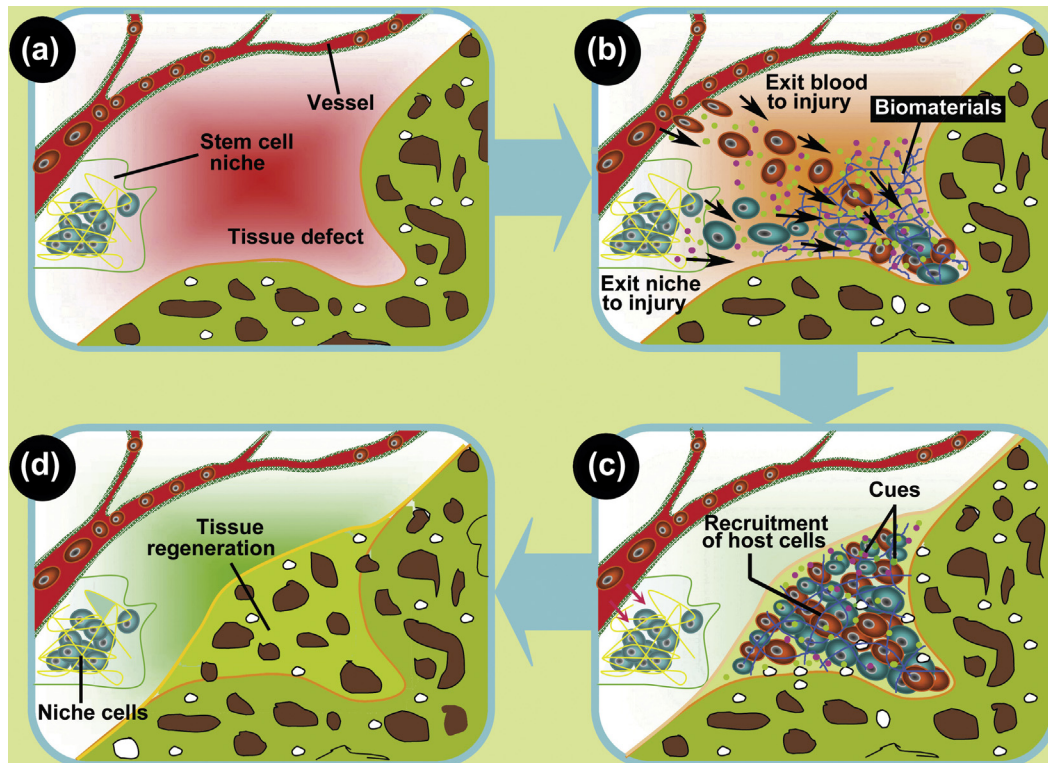 (a)
Vessel
Stem cell
niche
Tissue defect
(b)
Exit blood
to injury
Biomaterials
Exit niche
to injury
(d)
Tissue
regeneration
Niche cells
(c)
Cues
Recruitment
of host cells